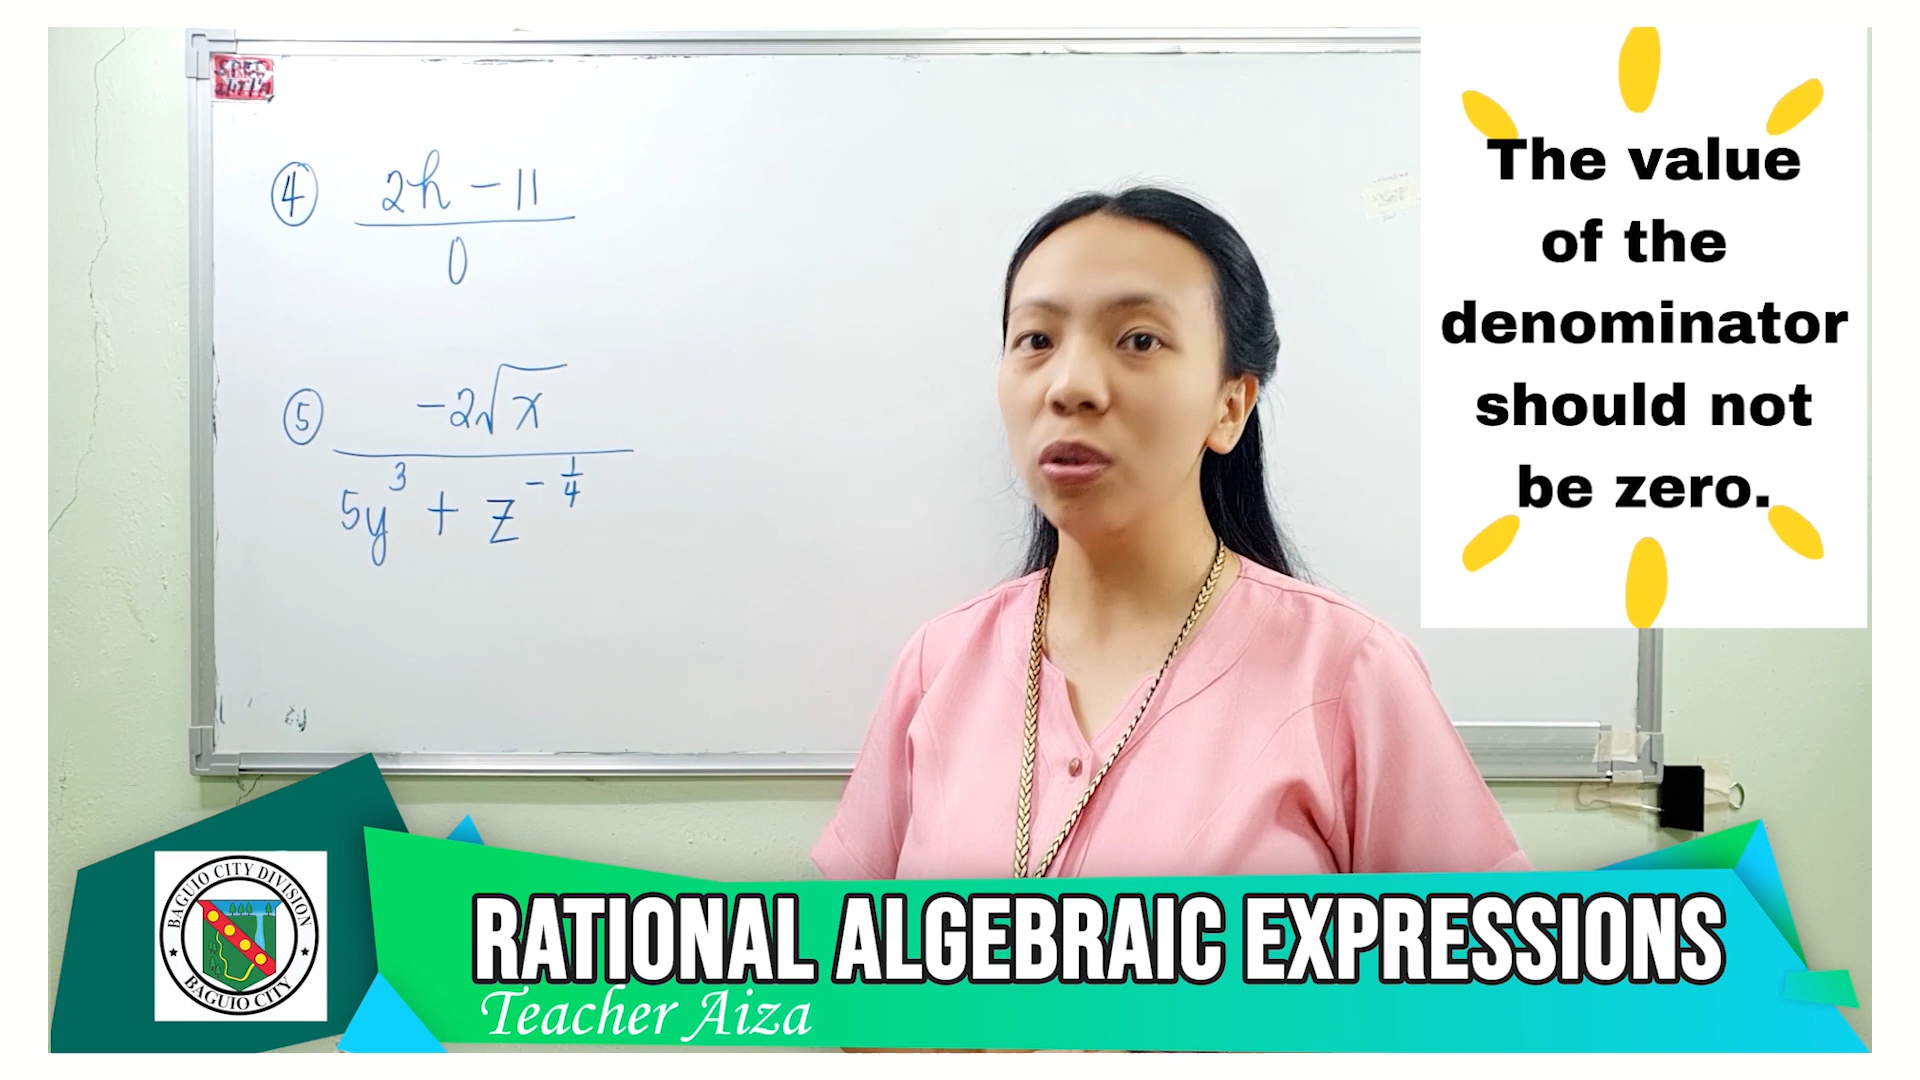 ④ 2h - 11
0
⑤ -2√x
5y³ + z^(-1/4)
The value
of the
denominator
should not
be zero.
BAGUIO CITY DIVISION
BAGUIO CITY
RATIONAL ALGEBRAIC EXPRESSIONS
Teacher Aiza